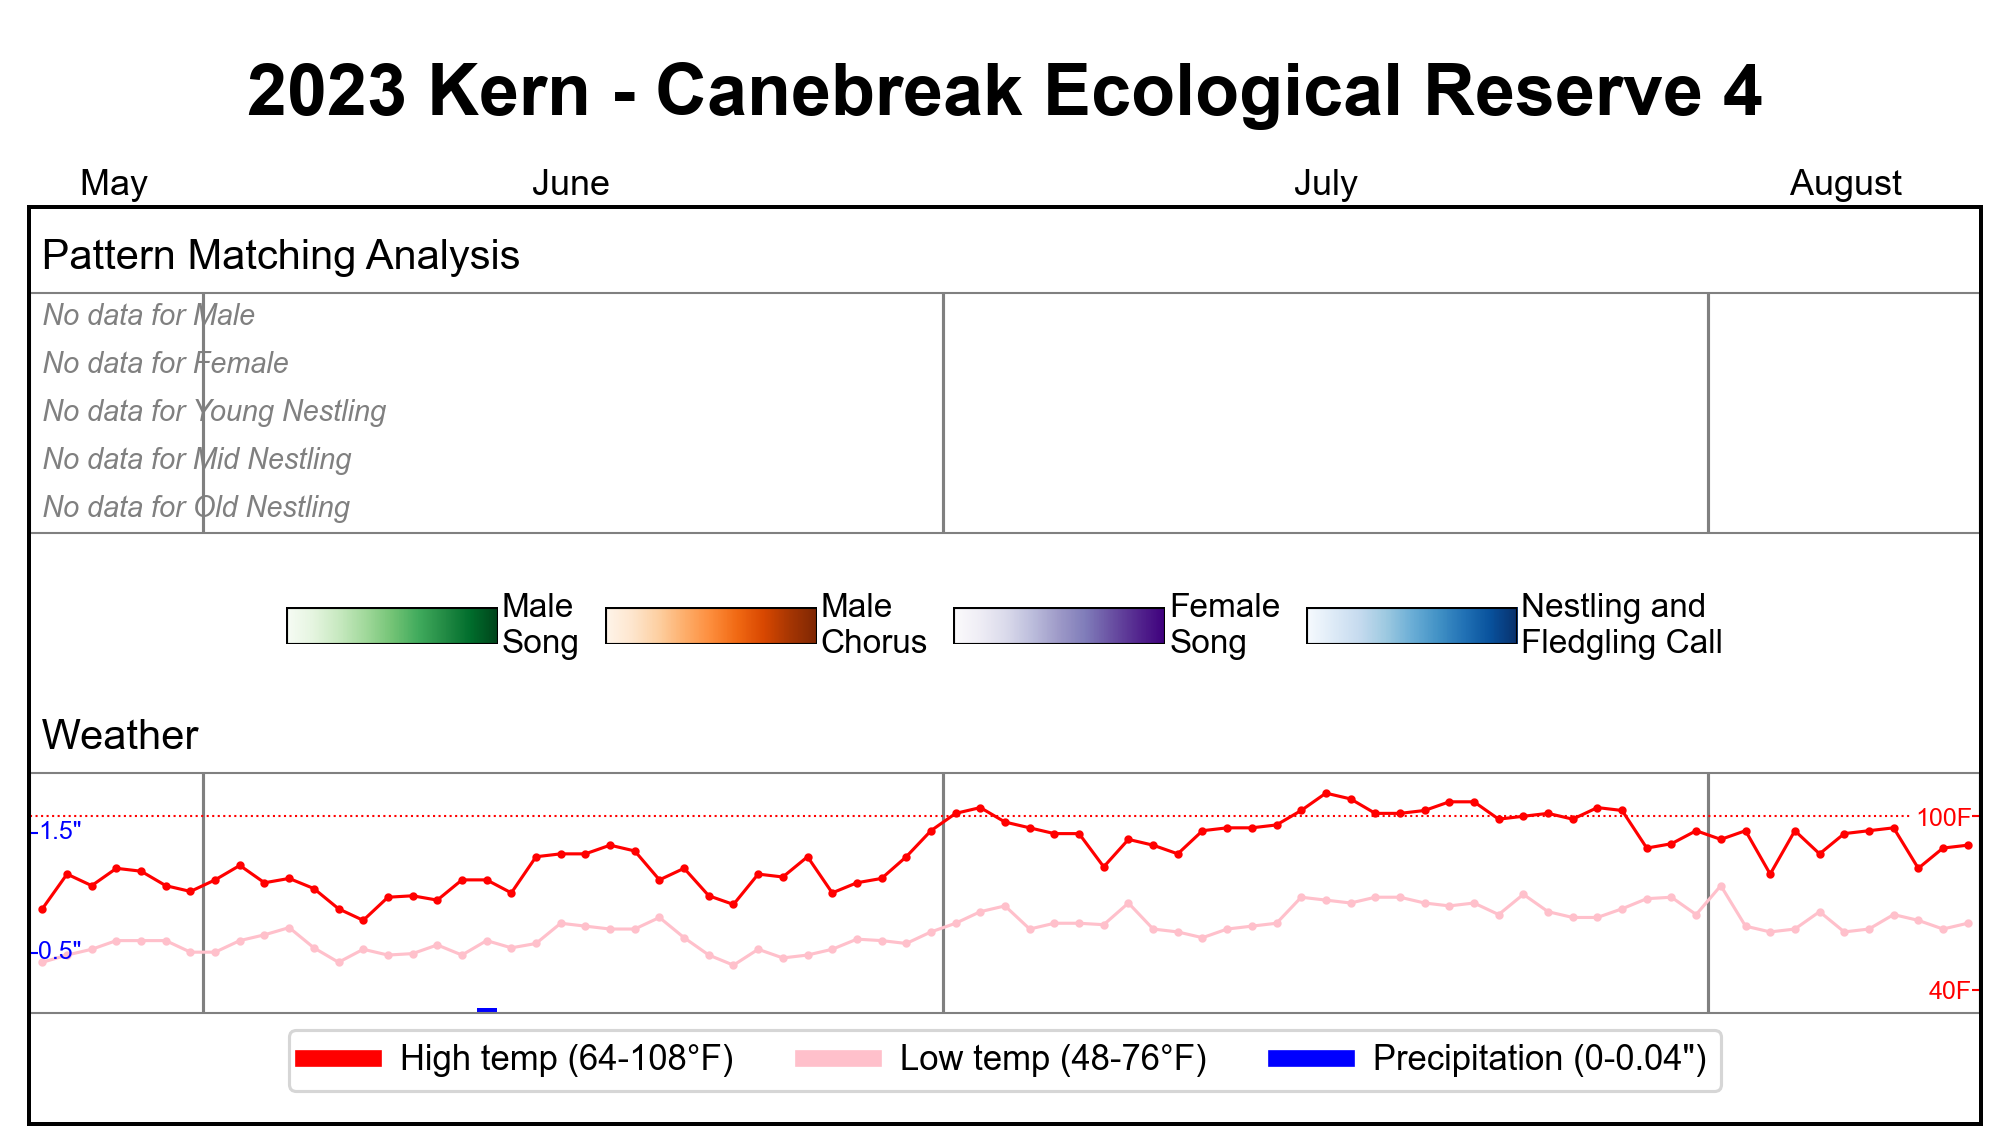 2023 Kern - Canebreak Ecological Reserve 4
May June July August
Pattern Matching Analysis
No data for Male
No data for Female
No data for Young Nestling
No data for Mid Nestling
No data for Old Nestling
Male Song
Male Chorus
Female Song
Nestling and Fledgling Call
Weather
1.5"
100F
0.5"
40F
High temp (64-108°F) Low temp (48-76°F) Precipitation (0-0.04")